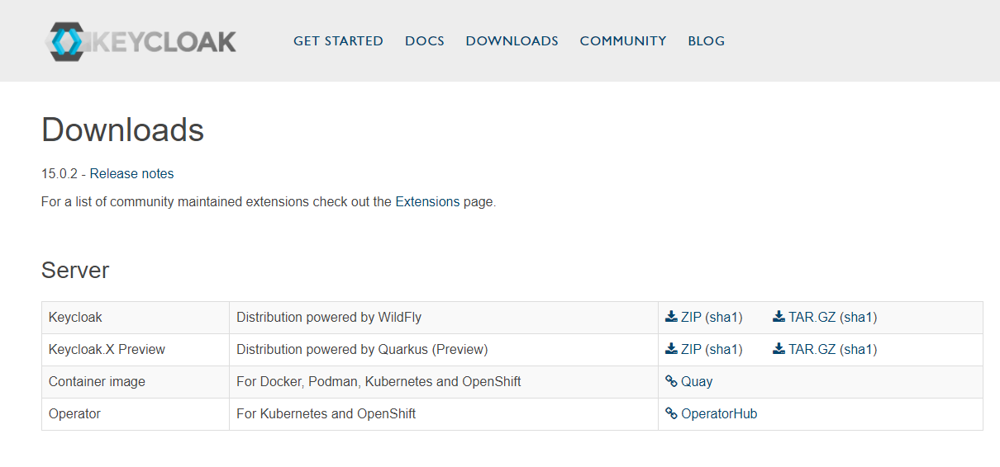 KEYCLOAK GET STARTED DOCS DOWNLOADS COMMUNITY BLOG
Downloads
15.0.2 - Release notes
For a list of community maintained extensions check out the Extensions page.
Server
Keycloak Distribution powered by WildFly ZIP (sha1) TAR.GZ (sha1)
Keycloak.X Preview Distribution powered by Quarkus (Preview) ZIP (sha1) TAR.GZ (sha1)
Container image For Docker, Podman, Kubernetes and OpenShift Quay
Operator For Kubernetes and OpenShift OperatorHub